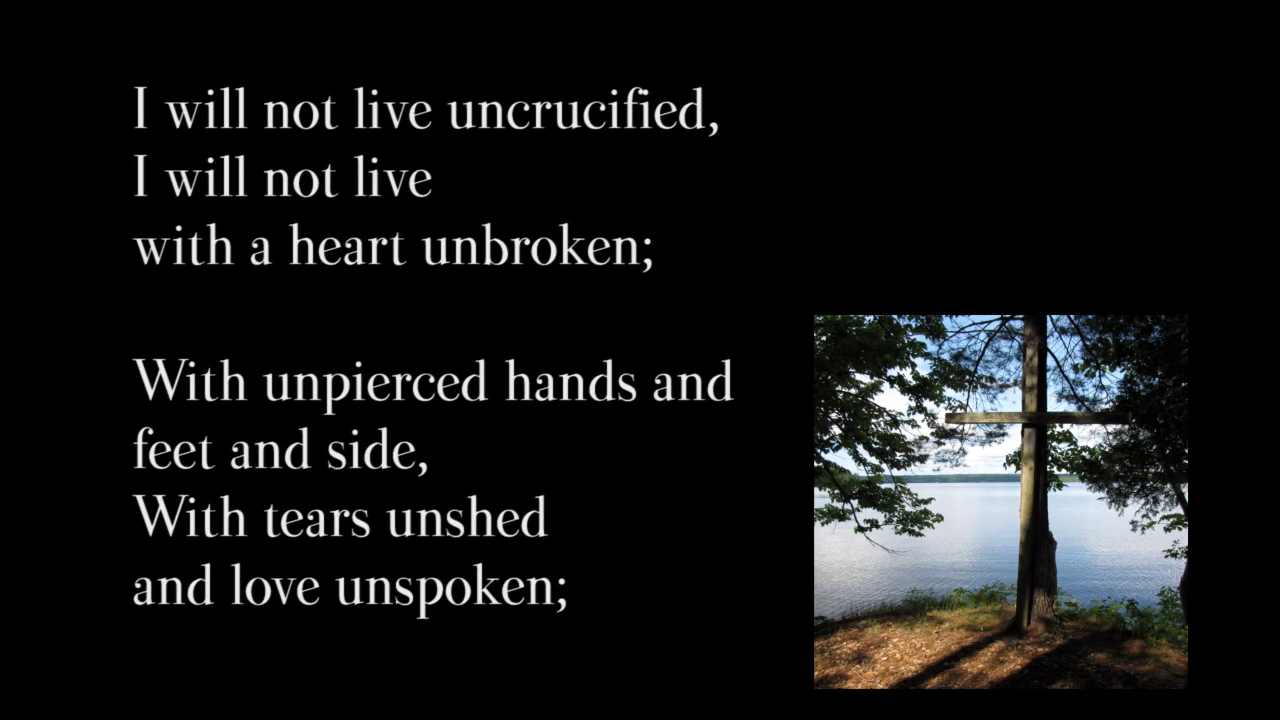 I will not live uncrucified,
I will not live
with a heart unbroken;
With unpierced hands and
feet and side,
With tears unshed
and love unspoken;